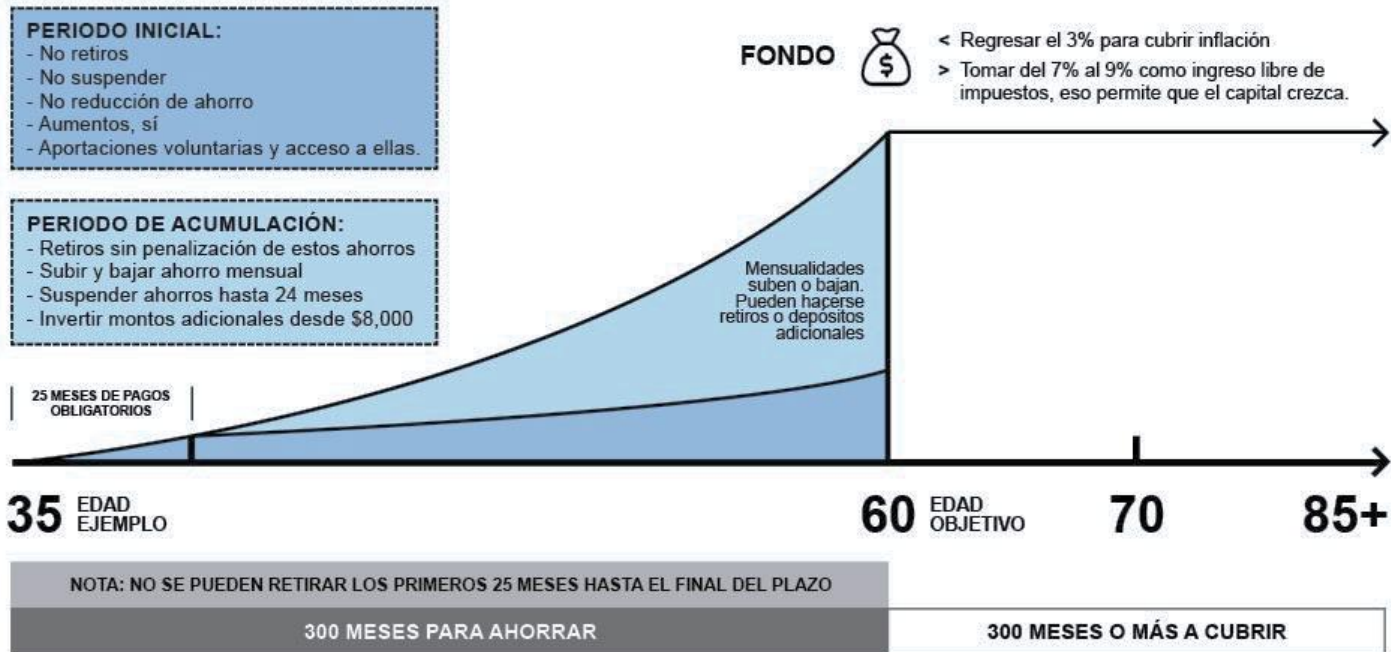 PERIODO INICIAL:
- No retiros
- No suspender
- No reducción de ahorro
- Aumentos, sí
- Aportaciones voluntarias y acceso a ellas.
FONDO
$
< Regresar el 3% para cubrir inflación
> Tomar del 7% al 9% como ingreso libre de
impuestos, eso permite que el capital crezca.
PERIODO DE ACUMULACIÓN:
- Retiros sin penalización de estos ahorros
- Subir y bajar ahorro mensual
- Suspender ahorros hasta 24 meses
- Invertir montos adicionales desde $8,000
Mensualidades
suben o bajan.
Pueden hacerse
retiros o depósitos
adicionales
25 MESES DE PAGOS
OBLIGATORIOS
35 EDAD
EJEMPLO
60 EDAD
OBJETIVO
70
85+
NOTA: NO SE PUEDEN RETIRAR LOS PRIMEROS 25 MESES HASTA EL FINAL DEL PLAZO
300 MESES PARA AHORRAR
300 MESES O MÁS A CUBRIR